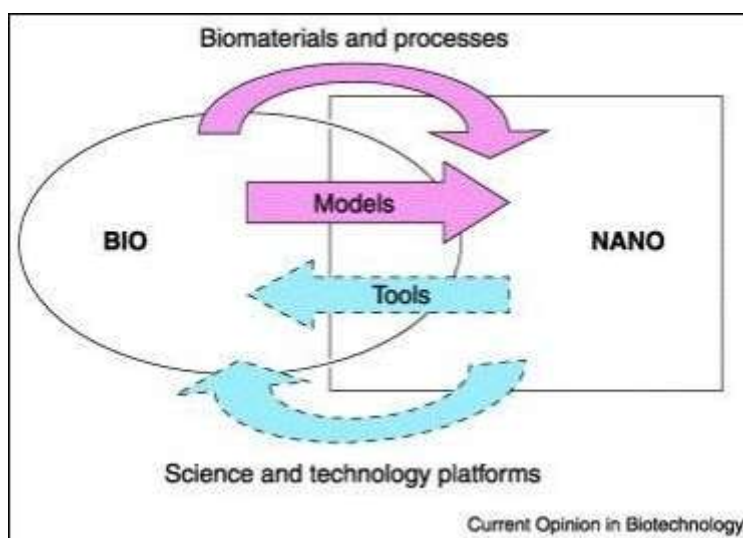 Biomaterials and processes
Models
BIO
NANO
Tools
Science and technology platforms
Current Opinion in Biotechnology